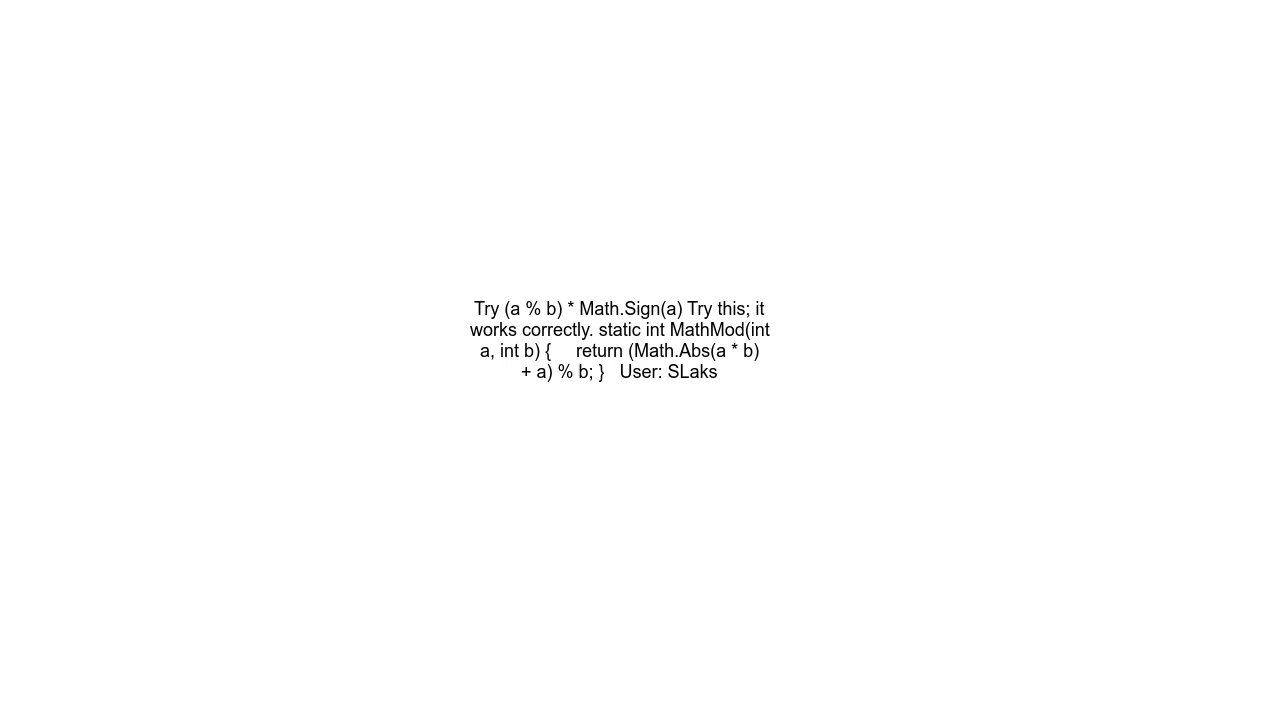 Try (a % b) * Math.Sign(a) Try this; it
works correctly. static int MathMod(int
a, int b) {     return (Math.Abs(a * b)
+ a) % b; }   User: SLaks